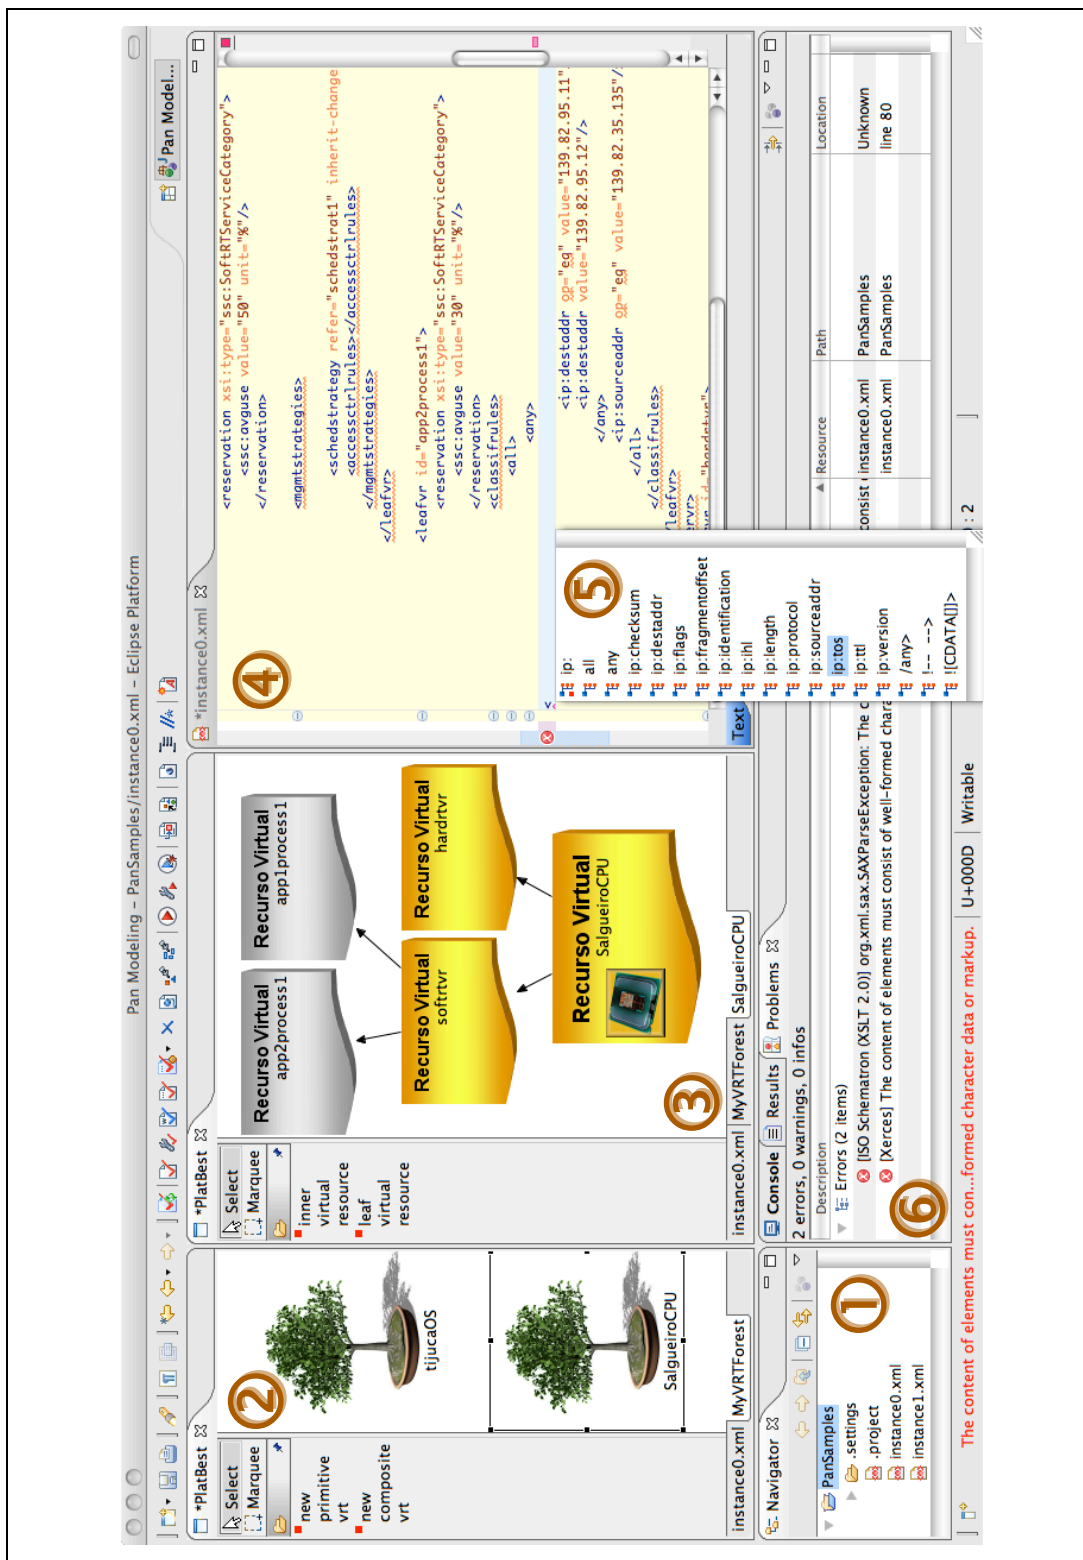 Pan Modeling – PanSamples/instance0.xml – Eclipse Platform
Pan Model...
*PlatBest
Select
Marquee
new
primitive
vrt
new
composite
vrt
②
tijucaOS
SalgueiroCPU
instance0.xml MyVRTForest
*PlatBest
Select
Marquee
inner
virtual
resource
leaf
virtual
resource
Recurso Virtual
app2process1
Recurso Virtual
app1process1
Recurso Virtual
softrtvr
Recurso Virtual
hardrtvr
Recurso Virtual
SalgueiroCPU
③
instance0.xml MyVRTForest SalgueiroCPU
*instance0.xml
④
<reservation xsi:type="ssc:SoftRTServiceCategory">
<ssc:avguse value="50" unit="%"/>
</reservation>
<mgmtstrategies>
<schedstrategy refer="schedstrat1" inherit-change
<accessctrlrules></accessctrlrules>
</mgmtstrategies>
</leafvr>
<leafvr id="app2process1">
<reservation xsi:type="ssc:SoftRTServiceCategory">
<ssc:avguse value="30" unit="%"/>
</reservation>
<classifrules>
<all>
<any>
<
<ip:destaddr op="eq" value="139.82.95.11"
<ip:destaddr value="139.82.95.12"/>
</any>
<ip:sourceaddr op="eq" value="139.82.35.135"/
</all>
</classifrules>
leafvr>
ervr>
vr id="hardrtvr">
Text
⑤
ip:
all
any
ip:checksum
ip:destaddr
ip:flags
ip:fragmentoffset
ip:identification
ip:ihl
ip:length
ip:protocol
ip:sourceaddr
ip:tos
ip:ttl
ip:version
/any>
!-- -->
![CDATA[]]>
Navigator
①
PanSamples
.settings
.project
instance0.xml
instance1.xml
Console Results Problems
2 errors, 0 warnings, 0 infos
Description Resource Path Location
Errors (2 items)
[ISO Schematron (XSLT 2.0)] org.xml.sax.SAXParseException: The c onsist instance0.xml PanSamples Unknown
[Xerces] The content of elements must consist of well-formed chara instance0.xml PanSamples line 80
⑥
The content of elements must con...formed character data or markup. U+000D Writable : 2